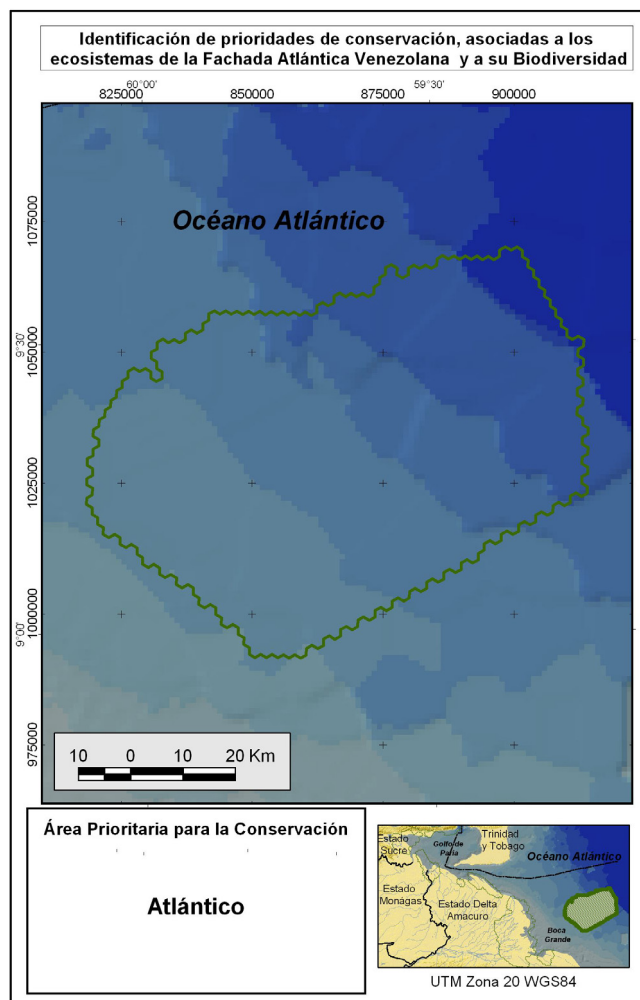 Identificación de prioridades de conservación, asociadas a los
ecosistemas de la Fachada Atlántica Venezolana y a su Biodiversidad
60°00' 59°30'
825000 850000 875000 900000
Océano Atlántico
1075000
9°30'
1050000
1025000
9°00'
1000000
975000
10 0 10 20 Km
Área Prioritaria para la Conservación
Atlántico
Estado
Sucre
Golfo de
Paria
Trinidad
y Tobago
Océano Atlántico
Estado
Monágas
Estado Delta
Amacuro
Boca
Grande
UTM Zona 20 WGS84